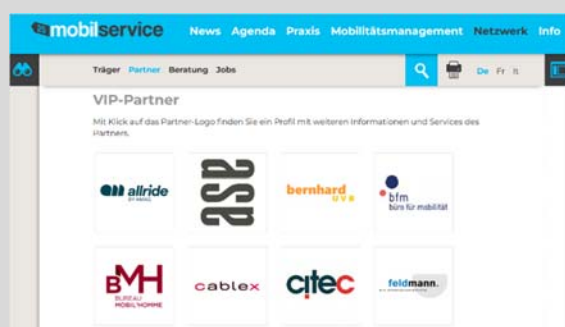 mobilservice News Agenda Praxis Mobilitätsmanagement Netzwerk Info
Träger Partner Beratung Jobs De Fr It
VIP-Partner
Mit Klick auf das Partner-Logo finden Sie ein Profil mit weiteren Informationen und Services des
Partners.
allride
asa
bernhard
UVB
bfm
büro für mobilität
BMH
BUREAU
MOBIL'HOMME
cablex
citec
feldmann.